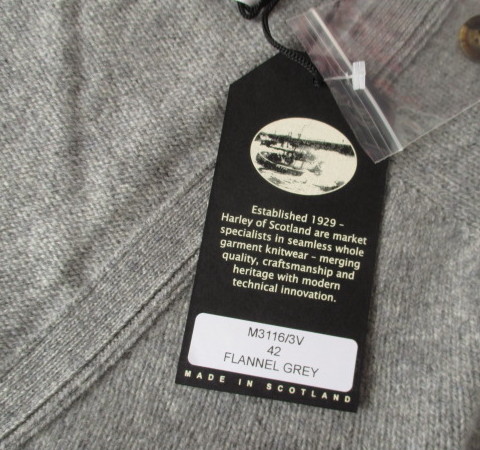 Established 1929 –
Harley of Scotland are market
specialists in seamless whole
garment knitwear – merging
quality, craftsmanship and
heritage with modern
technical innovation.
M3116/3V
42
FLANNEL GREY
MADE IN SCOTLAND